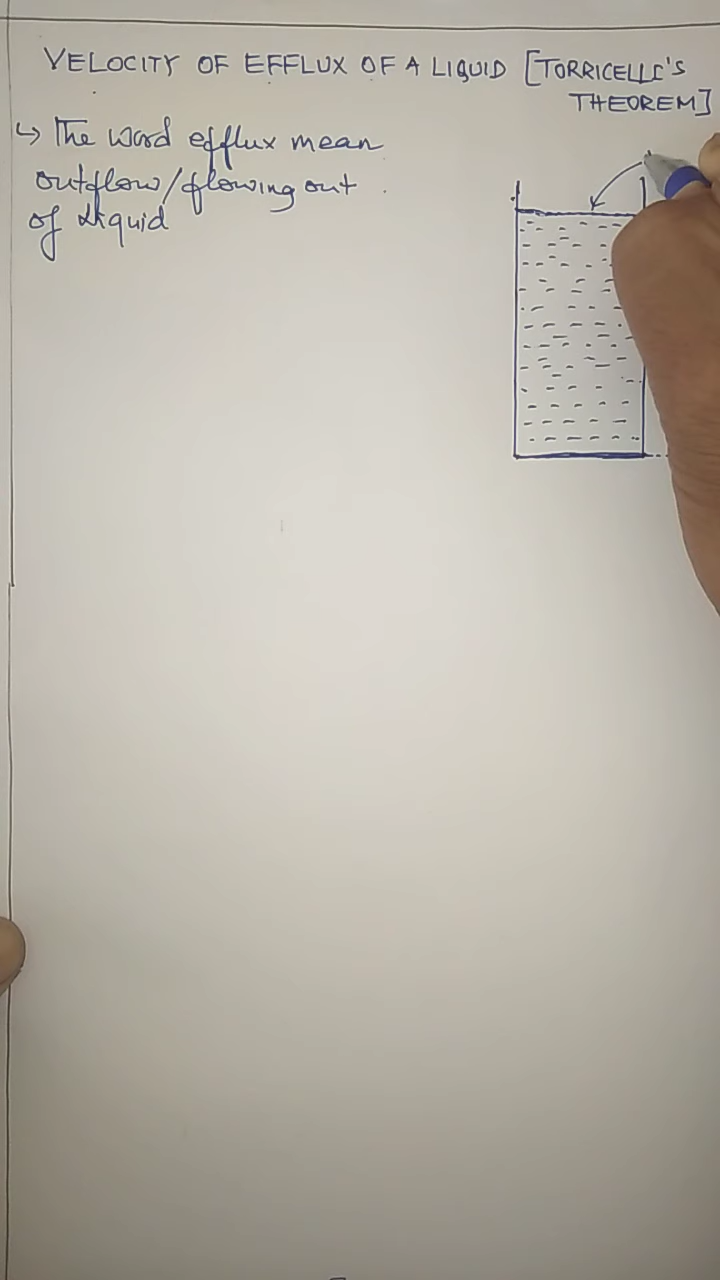 VELOCITY OF EFFLUX OF A LIQUID [TORRICELLI'S
THEOREM]
↳ The word efflux mean
outflow/flowing out
of Liquid